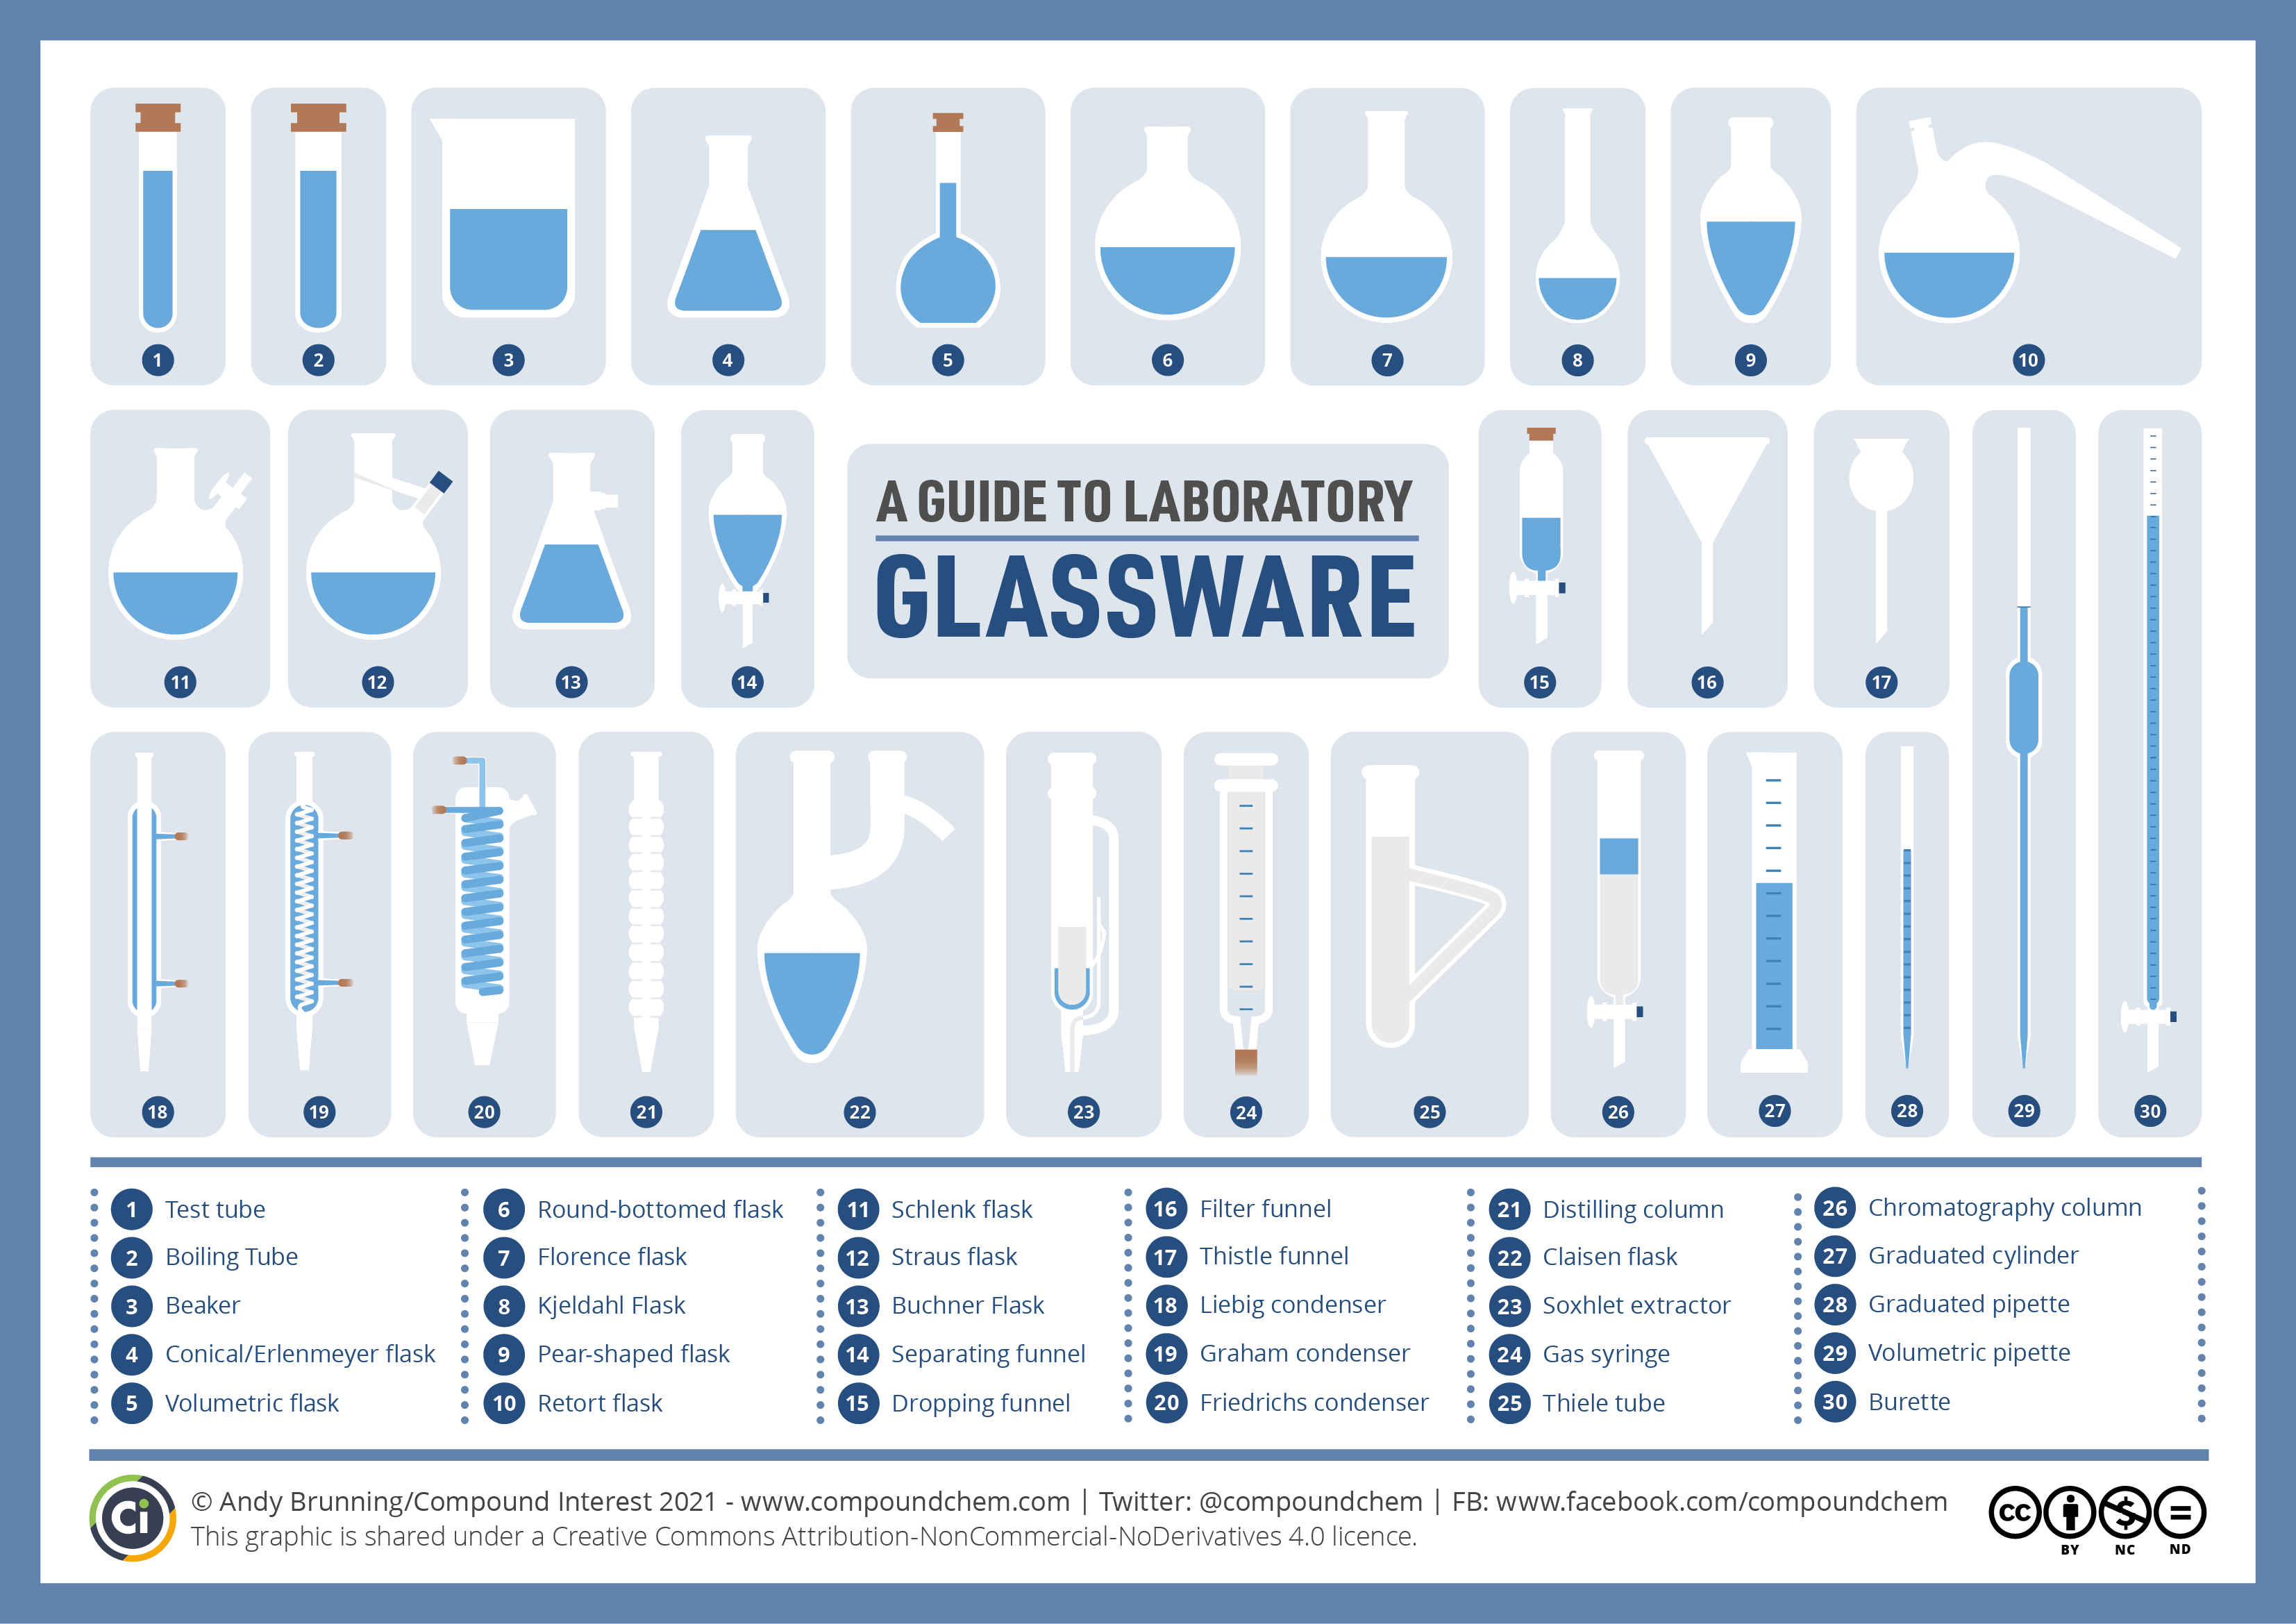 1
2
3
4
5
6
7
8
9
10
11
12
13
14
A GUIDE TO LABORATORY
GLASSWARE
15
16
17
18
19
20
21
22
23
24
25
26
27
28
29
30
1 Test tube
2 Boiling Tube
3 Beaker
4 Conical/Erlenmeyer flask
5 Volumetric flask
6 Round-bottomed flask
7 Florence flask
8 Kjeldahl Flask
9 Pear-shaped flask
10 Retort flask
11 Schlenk flask
12 Straus flask
13 Buchner Flask
14 Separating funnel
15 Dropping funnel
16 Filter funnel
17 Thistle funnel
18 Liebig condenser
19 Graham condenser
20 Friedrichs condenser
21 Distilling column
22 Claisen flask
23 Soxhlet extractor
24 Gas syringe
25 Thiele tube
26 Chromatography column
27 Graduated cylinder
28 Graduated pipette
29 Volumetric pipette
30 Burette
Ci
© Andy Brunning/Compound Interest 2021 - www.compoundchem.com | Twitter: @compoundchem | FB: www.facebook.com/compoundchem
This graphic is shared under a Creative Commons Attribution-NonCommercial-NoDerivatives 4.0 licence.
cc $ =
BY NC ND